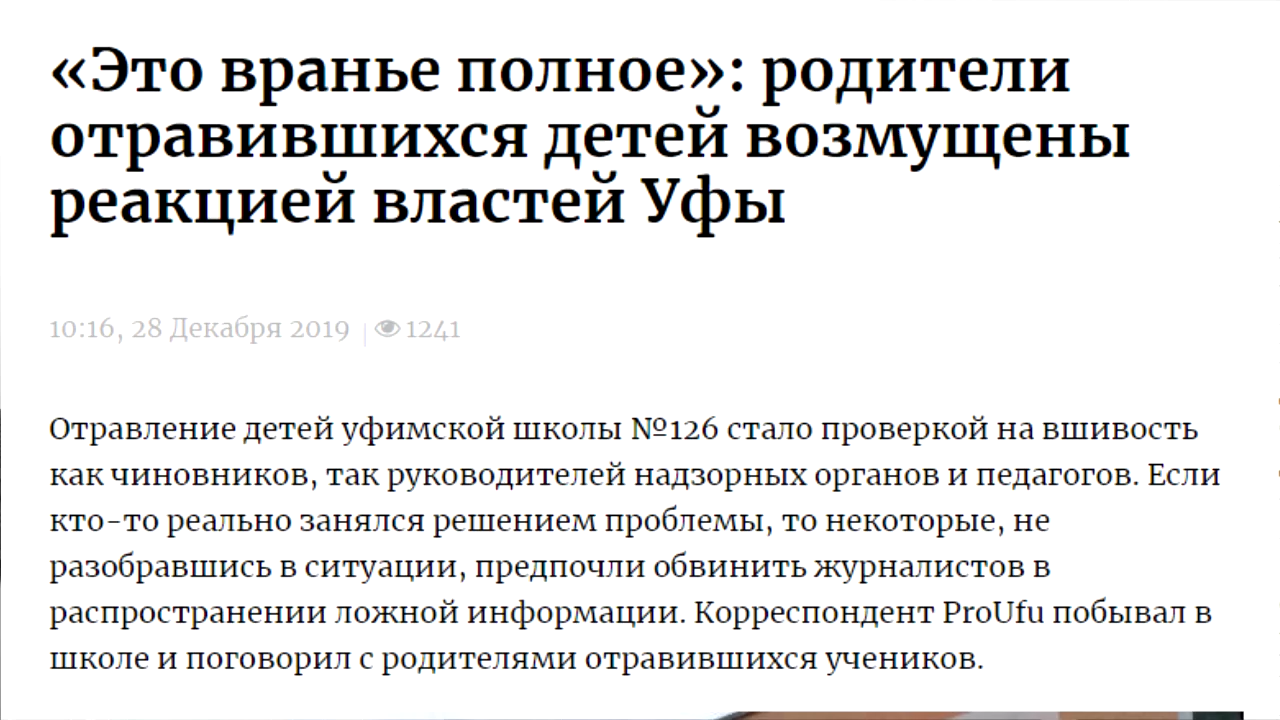 «Это вранье полное»: родители
отравившихся детей возмущены
реакцией властей Уфы
10:16, 28 Декабря 2019 | 1241
Отравление детей уфимской школы №126 стало проверкой на вшивость
как чиновников, так руководителей надзорных органов и педагогов. Если
кто-то реально занялся решением проблемы, то некоторые, не
разобравшись в ситуации, предпочли обвинить журналистов в
распространении ложной информации. Корреспондент ProUfu побывал в
школе и поговорил с родителями отравившихся учеников.